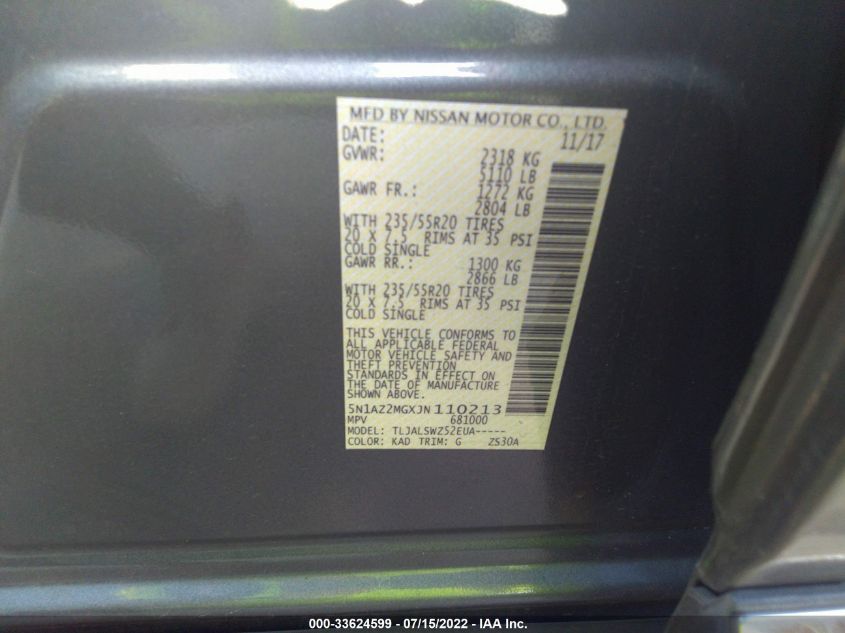 MFD BY NISSAN MOTOR CO., LTD.
DATE: 11/17
GVWR: 2318 KG
5110 LB
GAWR FR.: 1272 KG
2804 LB
WITH 235/55R20 TIRES
20 X 7.5 RIMS AT 35 PSI
COLD SINGLE
GAWR RR.: 1300 KG
2866 LB
WITH 235/55R20 TIRES
20 X 7.5 RIMS AT 35 PSI
COLD SINGLE
THIS VEHICLE CONFORMS TO
ALL APPLICABLE FEDERAL
MOTOR VEHICLE SAFETY AND
THEFT PREVENTION
STANDARDS IN EFFECT ON
THE DATE OF MANUFACTURE
SHOWN ABOVE.
5N1AZ2MGXJN110213
MPV 681000
MODEL: TLJALSWZ52EUA-----
COLOR: KAD TRIM: G ZS30A
000-33624599 — 07/15/2022 - IAA Inc.